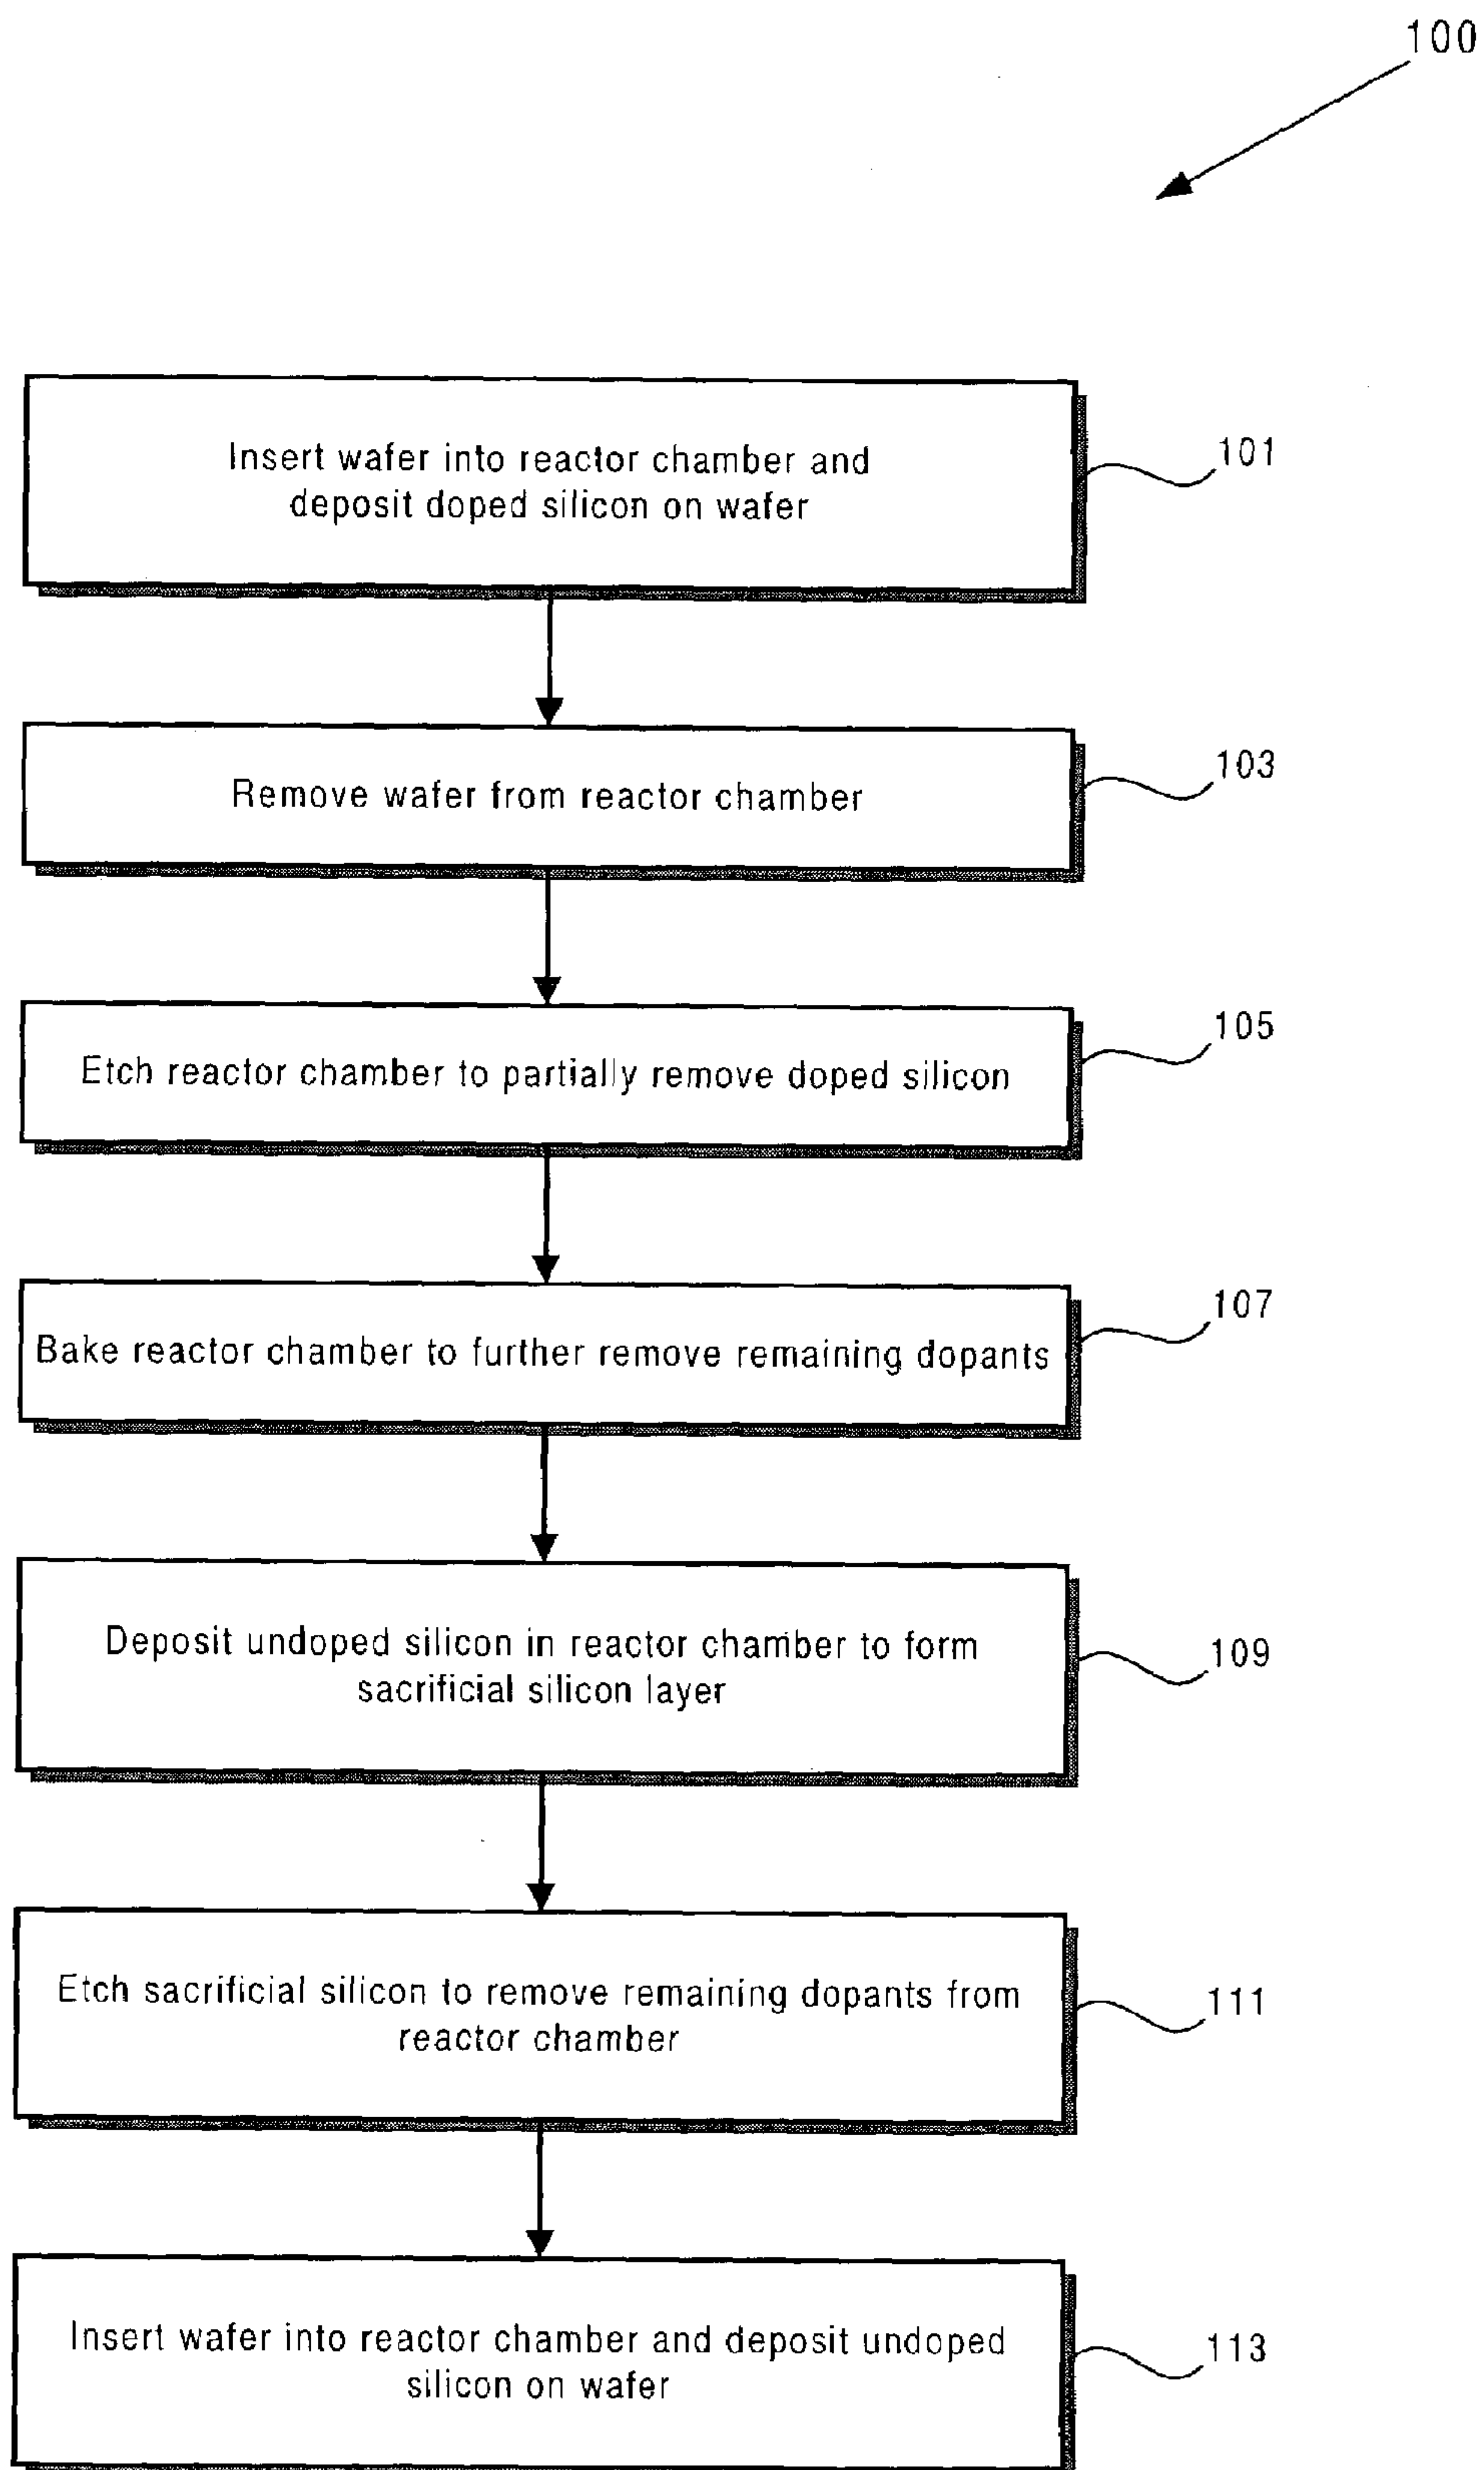 100
Insert wafer into reactor chamber and
deposit doped silicon on wafer
101
Remove wafer from reactor chamber
103
Etch reactor chamber to partially remove doped silicon
105
Bake reactor chamber to further remove remaining dopants
107
Deposit undoped silicon in reactor chamber to form
sacrificial silicon layer
109
Etch sacrificial silicon to remove remaining dopants from
reactor chamber
111
Insert wafer into reactor chamber and deposit undoped
silicon on wafer
113